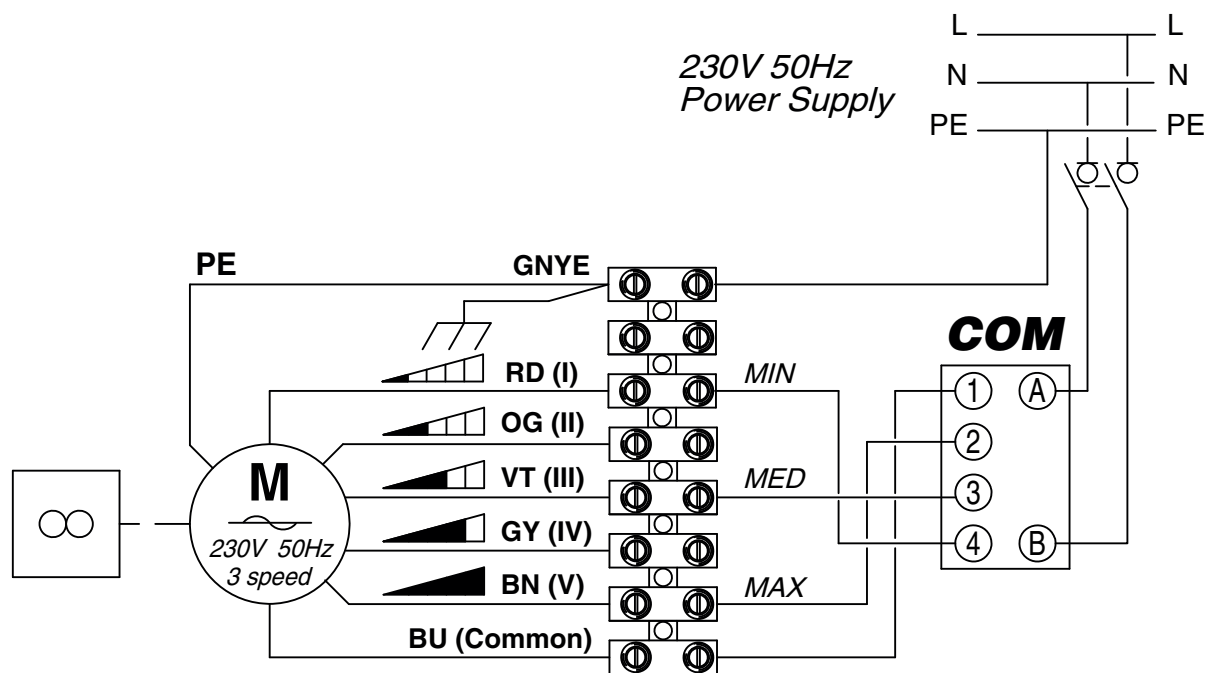 L L
230V 50Hz
Power Supply
N N
PE PE
PE GNYE
COM
RD (I) MIN
1 A
OG (II)
2
M
VT (III) MED
3
230V 50Hz
3 speed
GY (IV)
4 B
BN (V) MAX
BU (Common)